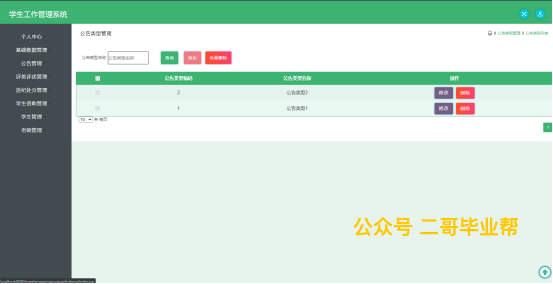 学生工作管理系统
个人中心
基础数据管理
公告管理
评奖评优管理
违纪处分管理
学生资助管理
学生管理
老师管理
公告类型管理
公告类型管理
公告类型列表
公告类型名称 公告类型名称 查询 添加 批量删除
公告类型编码 公告类型名称 操作
2 公告类型2 修改 删除
1 公告类型1 修改 删除
10 条 每页
1
公众号 二哥毕业帮